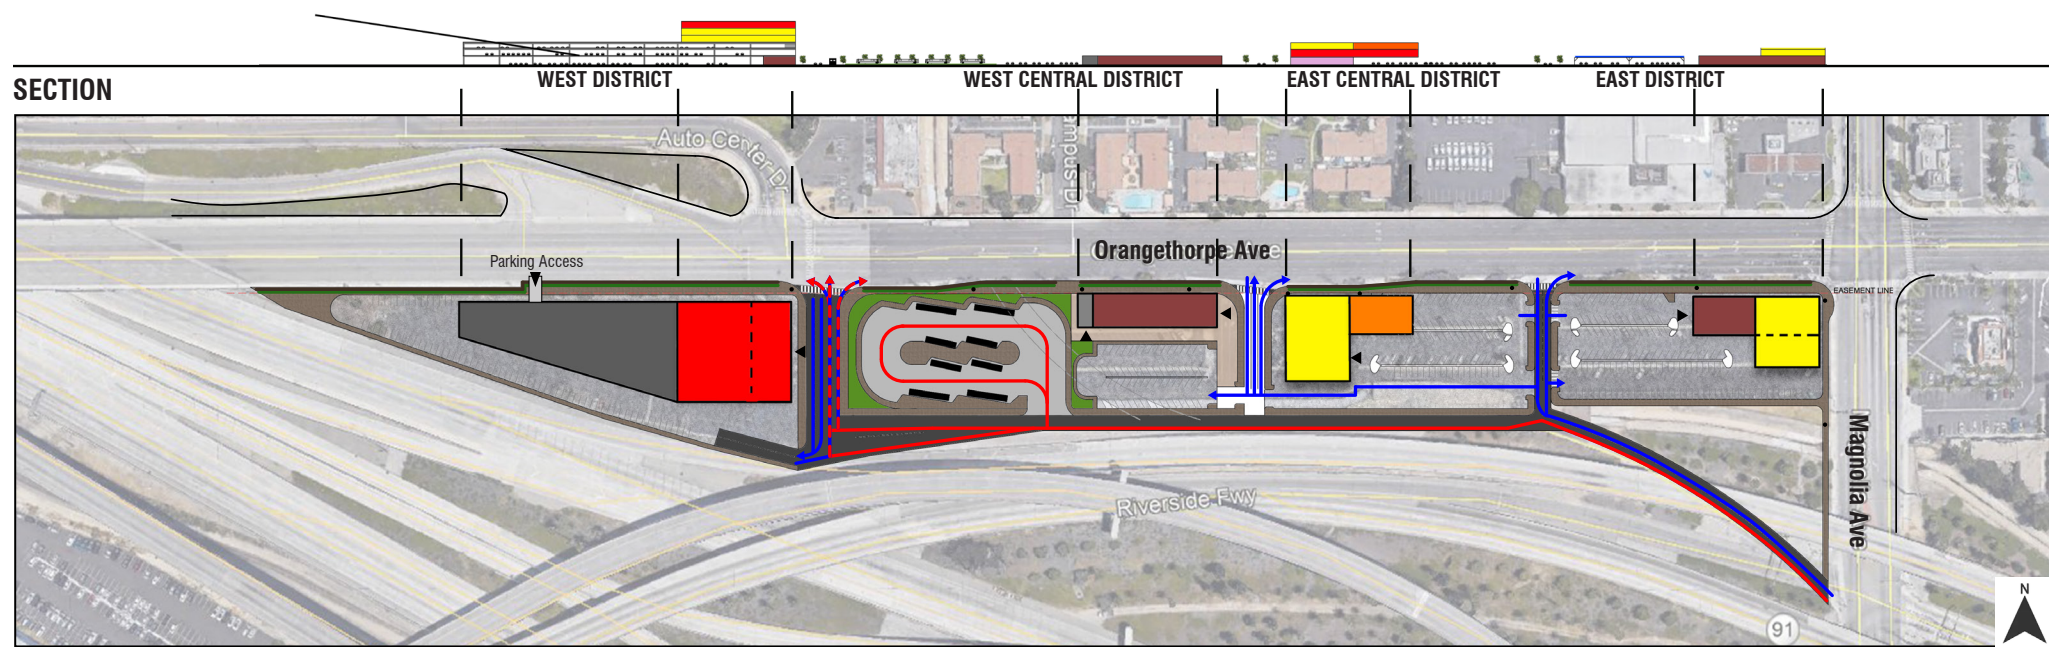 WEST DISTRICT
WEST CENTRAL DISTRICT
EAST CENTRAL DISTRICT
EAST DISTRICT
SECTION
Auto Center Dr
Orangethorpe Ave
Parking Access
EASEMENT LINE
Magnolia Ave
Riverside Fwy
91
N